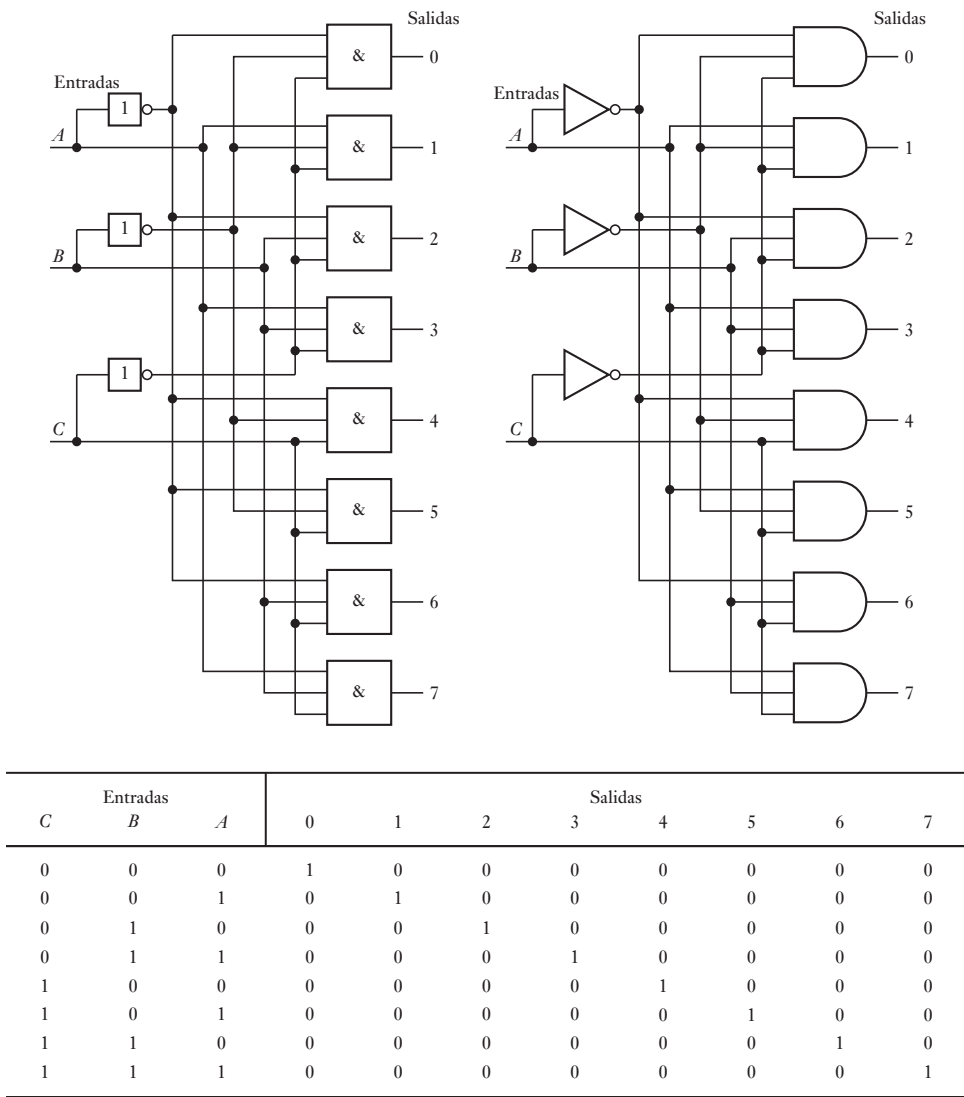 Salidas
& 0
Entradas
1
A
& 1
1
& 2
B
& 3
1
& 4
C
& 5
& 6
& 7
Salidas
0
Entradas
A
1
2
B
3
4
C
5
6
7
Entradas Salidas
C B A 0 1 2 3 4 5 6 7
0 0 0 1 0 0 0 0 0 0 0
0 0 1 0 1 0 0 0 0 0 0
0 1 0 0 0 1 0 0 0 0 0
0 1 1 0 0 0 1 0 0 0 0
1 0 0 0 0 0 0 1 0 0 0
1 0 1 0 0 0 0 0 1 0 0
1 1 0 0 0 0 0 0 0 1 0
1 1 1 0 0 0 0 0 0 0 1